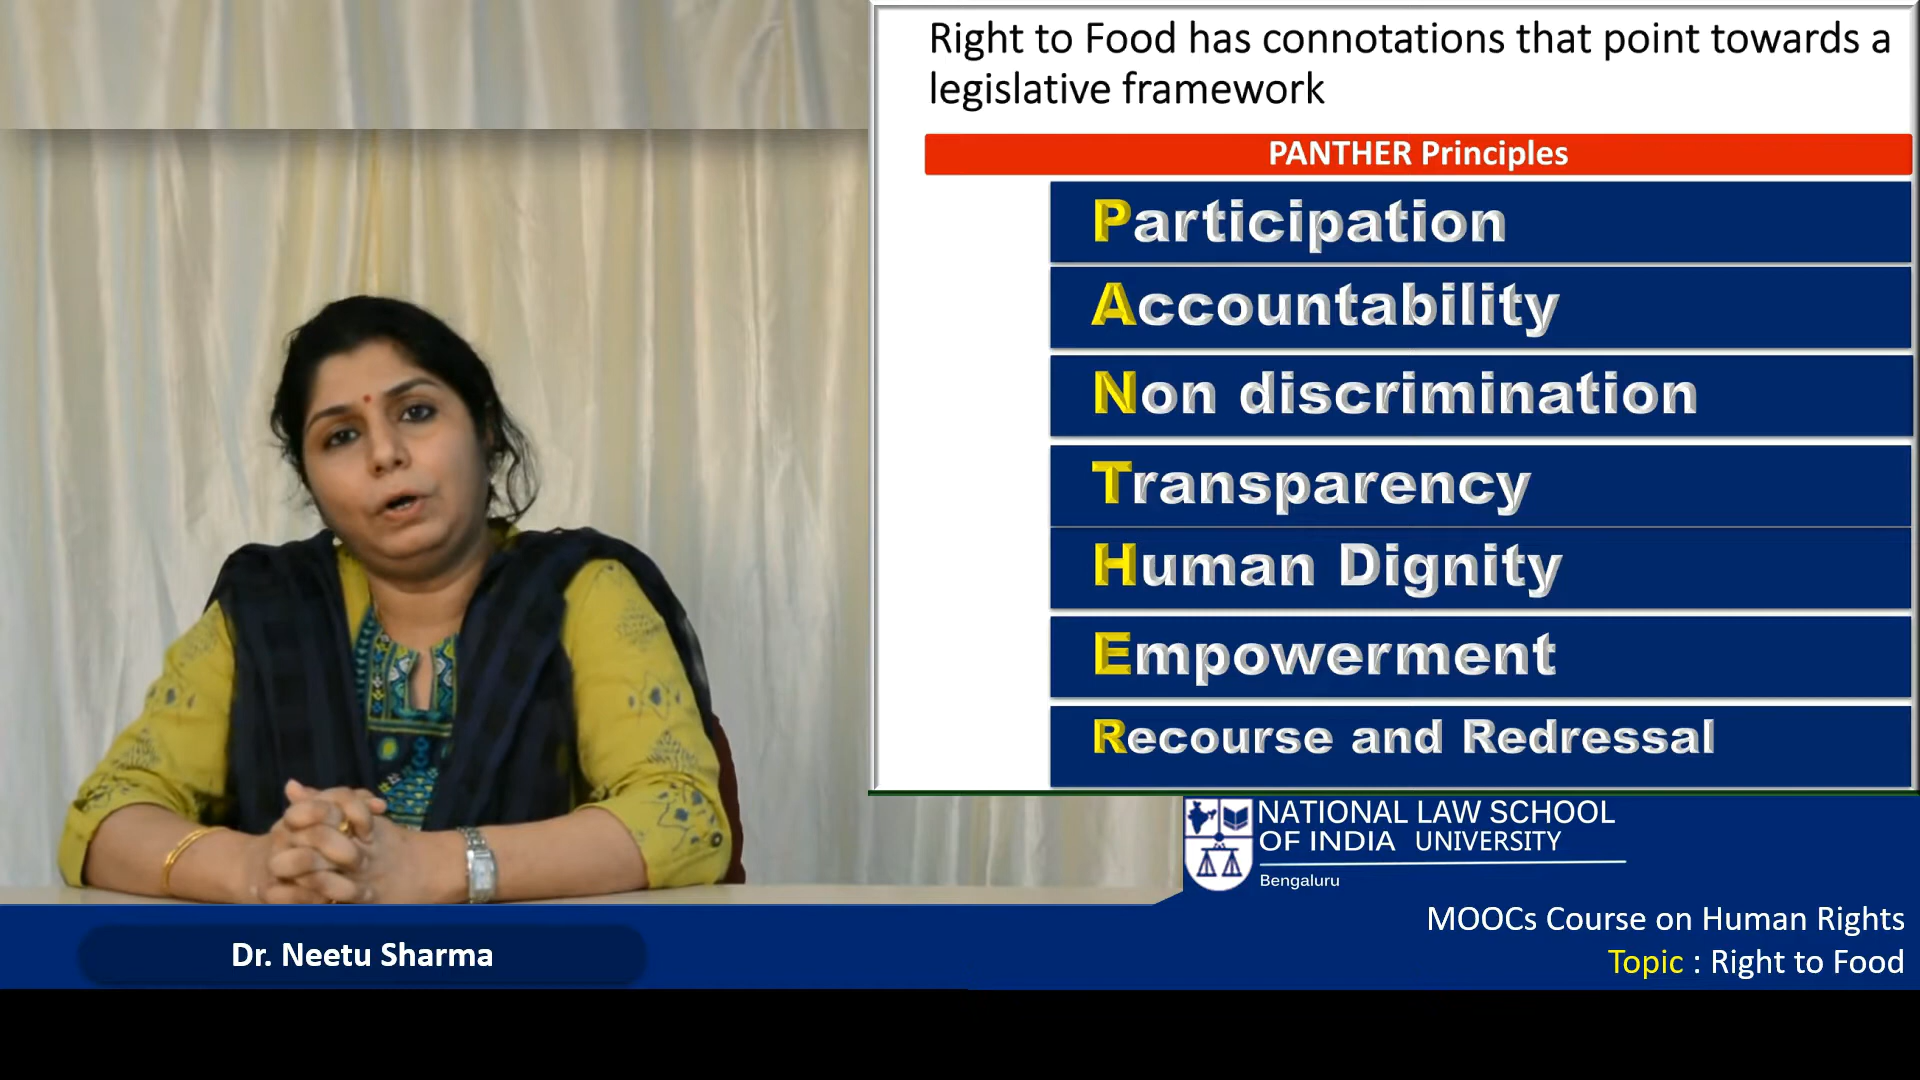 Right to Food has connotations that point towards a
legislative framework
PANTHER Principles
Participation
Accountability
Non discrimination
Transparency
Human Dignity
Empowerment
Recourse and Redressal
NATIONAL LAW SCHOOL
OF INDIA UNIVERSITY
Bengaluru
MOOCs Course on Human Rights
Topic : Right to Food
Dr. Neetu Sharma